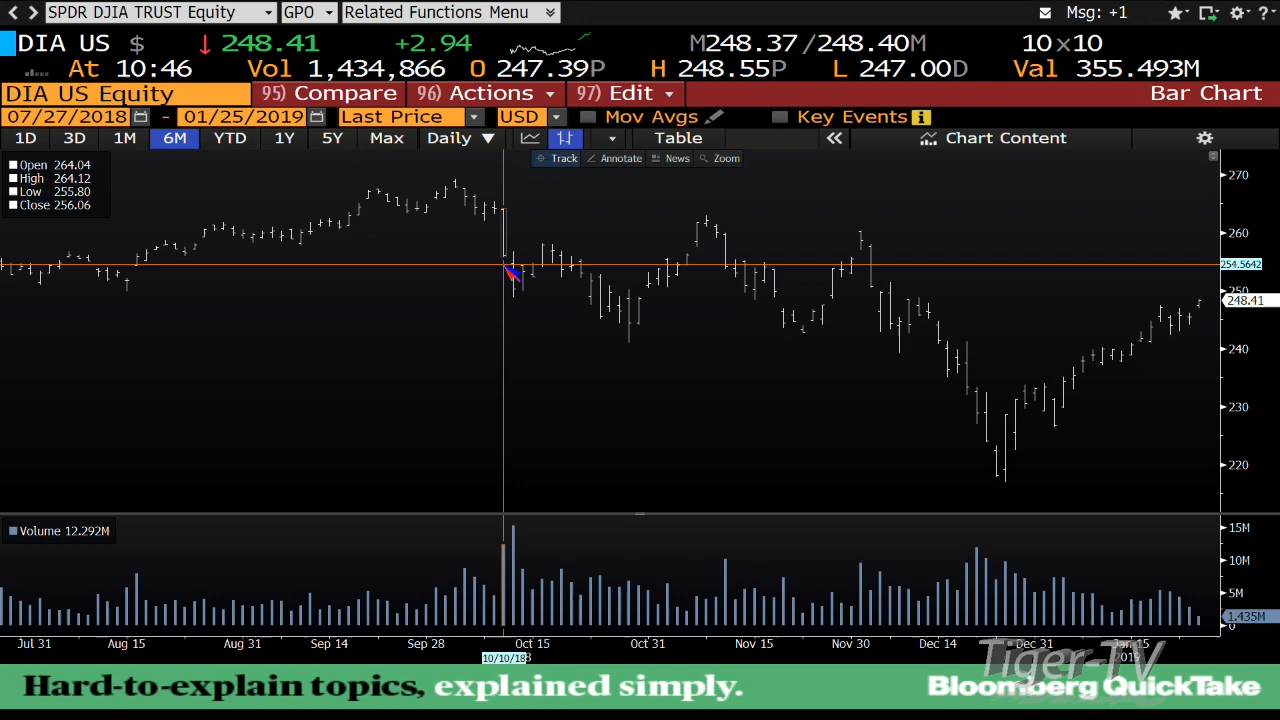 SPDR DJIA TRUST Equity GPO Related Functions Menu Msg: +1
DIA US $ 248.41 +2.94 M248.37/248.40M 10x10
At 10:46 Vol 1,434,866 O 247.39P H 248.55P L 247.00D Val 355.493M
DIA US Equity 95) Compare 96) Actions 97) Edit Bar Chart
07/27/2018 - 01/25/2019 Last Price USD Mov Avgs Key Events
1D 3D 1M 6M YTD 1Y 5Y Max Daily Table Chart Content
Track Annotate News Zoom
Open 264.04
High 264.12
Low 255.80
Close 256.06
270
260
254.5642
250
248.41
240
230
220
Volume 12.292M
15M
10M
5M
1.435M
0
Jul 31 Aug 15 Aug 31 Sep 14 Sep 28 Oct 15 Oct 31 Nov 15 Nov 30 Dec 14 Dec 31 Jan 15
10/10/18 2019
Tiger-TV
Hard-to-explain topics, explained simply. Bloomberg QuickTake